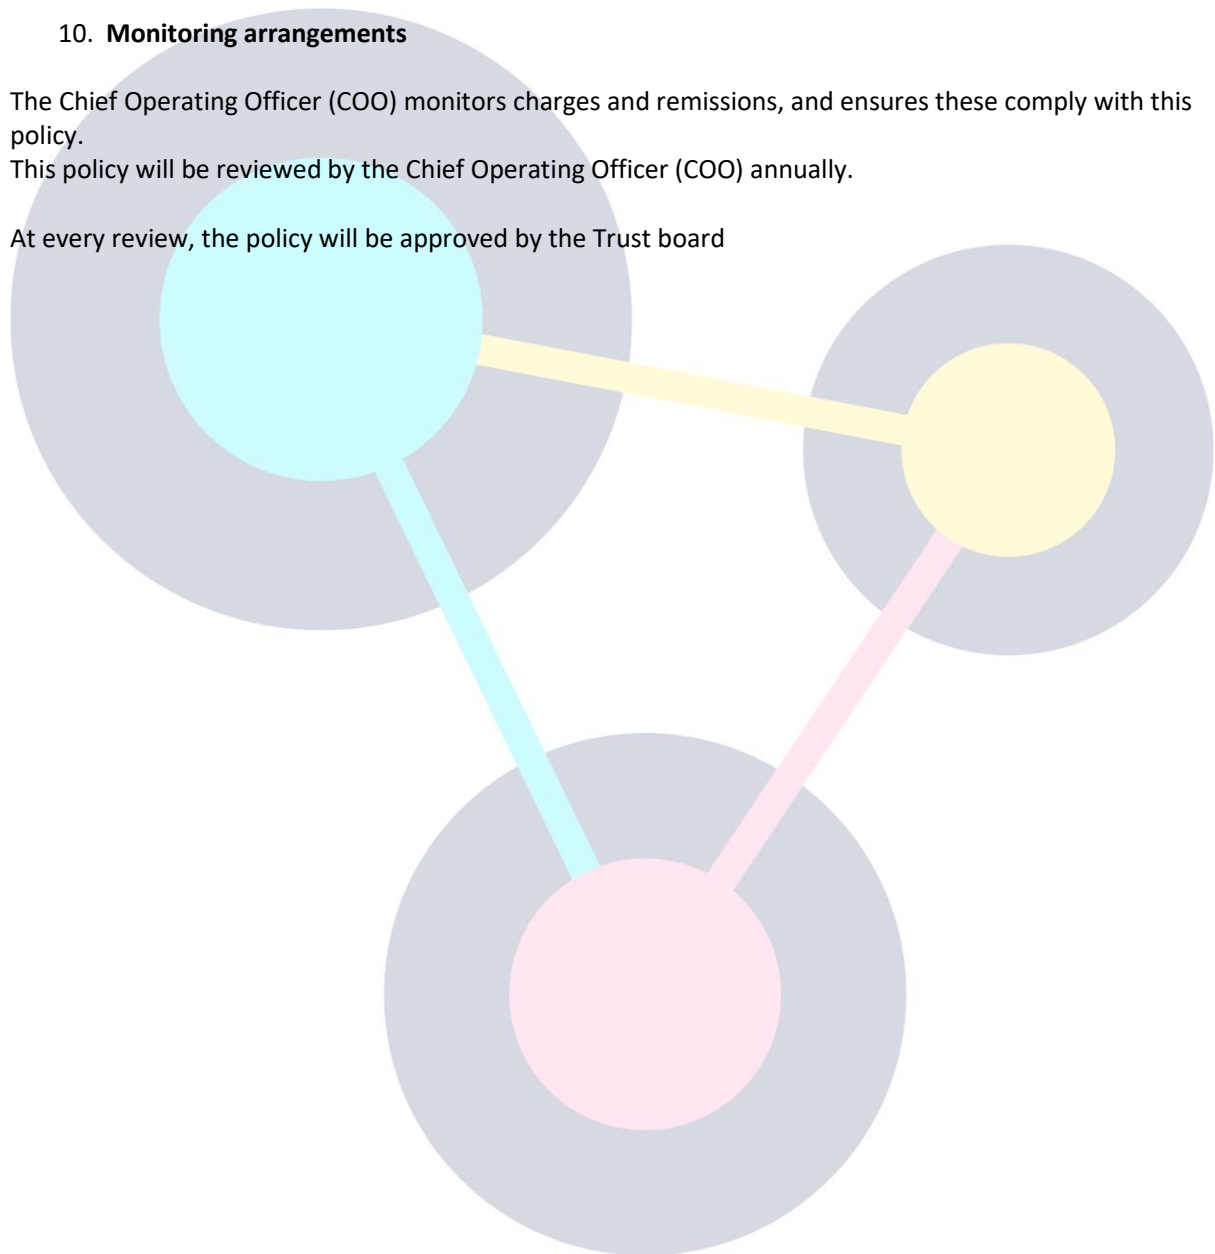 10. Monitoring arrangements
The Chief Operating Officer (COO) monitors charges and remissions, and ensures these comply with this
policy.
This policy will be reviewed by the Chief Operating Officer (COO) annually.
At every review, the policy will be approved by the Trust board